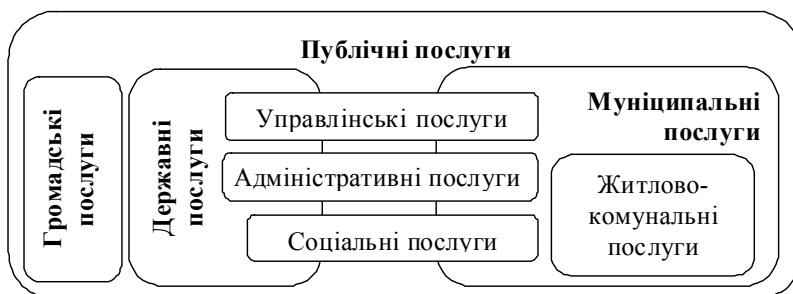 Публічні послуги
Громадські
послуги
Державні
послуги
Управлінські послуги
Адміністративні послуги
Соціальні послуги
Муніципальні
послуги
Житлово-
комунальні
послуги